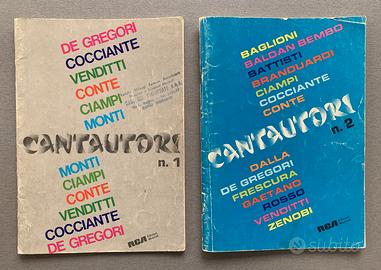 DE GREGORI
COCCIANTE
VENDITTI
CONTE
CIAMPI
MONTI
CANTAUTORI
n. 1
MONTI
CIAMPI
CONTE
VENDITTI
COCCIANTE
DE GREGORI
RCA
BAGLIONI
BALDAN BEMBO
BATTISTI
BRANDUARDI
CIAMPI
COCCIANTE
CONTE
CANTAUTORI
n. 2
DALLA
DE GREGORI
FRESCURA
GAETANO
ROSSO
VENDITTI
ZENOBI
RCA
subito